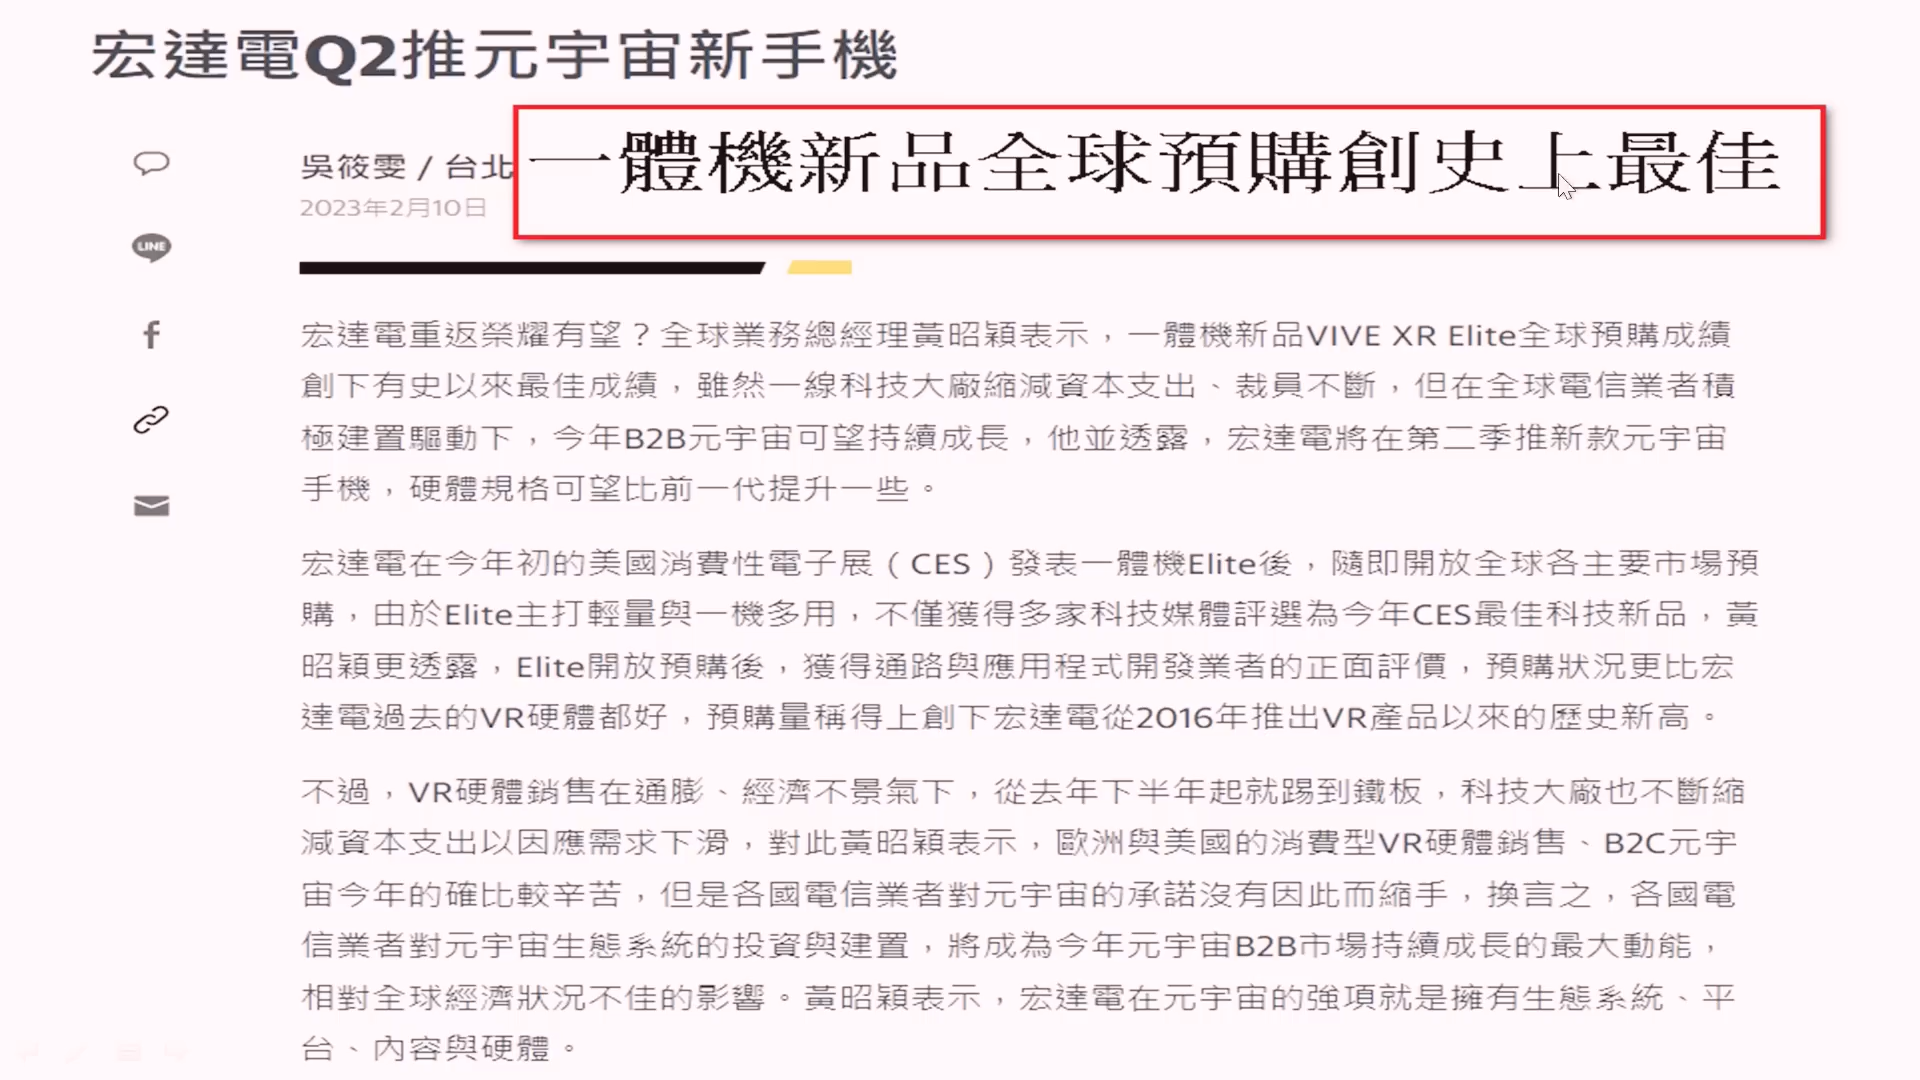 宏達電Q2推元宇宙新手機
一體機新品全球預購創史上最佳
吳筱雯 / 台北
2023年2月10日
LINE
宏達電重返榮耀有望？全球業務總經理黃昭穎表示，一體機新品VIVE XR Elite全球預購成績
創下有史以來最佳成績，雖然一線科技大廠縮減資本支出、裁員不斷，但在全球電信業者積
極建置驅動下，今年B2B元宇宙可望持續成長，他並透露，宏達電將在第二季推新款元宇宙
手機，硬體規格可望比前一代提升一些。
宏達電在今年初的美國消費性電子展（CES）發表一體機Elite後，隨即開放全球各主要市場預
購，由於Elite主打輕量與一機多用，不僅獲得多家科技媒體評選為今年CES最佳科技新品，黃
昭穎更透露，Elite開放預購後，獲得通路與應用程式開發業者的正面評價，預購狀況更比宏
達電過去的VR硬體都好，預購量稱得上創下宏達電從2016年推出VR產品以來的歷史新高。
不過，VR硬體銷售在通膨、經濟不景氣下，從去年下半年起就踢到鐵板，科技大廠也不斷縮
減資本支出以因應需求下滑，對此黃昭穎表示，歐洲與美國的消費型VR硬體銷售、B2C元宇
宙今年的確比較辛苦，但是各國電信業者對元宇宙的承諾沒有因此而縮手，換言之，各國電
信業者對元宇宙生態系統的投資與建置，將成為今年元宇宙B2B市場持續成長的最大動能，
相對全球經濟狀況不佳的影響。黃昭穎表示，宏達電在元宇宙的強項就是擁有生態系統、平
台、內容與硬體。